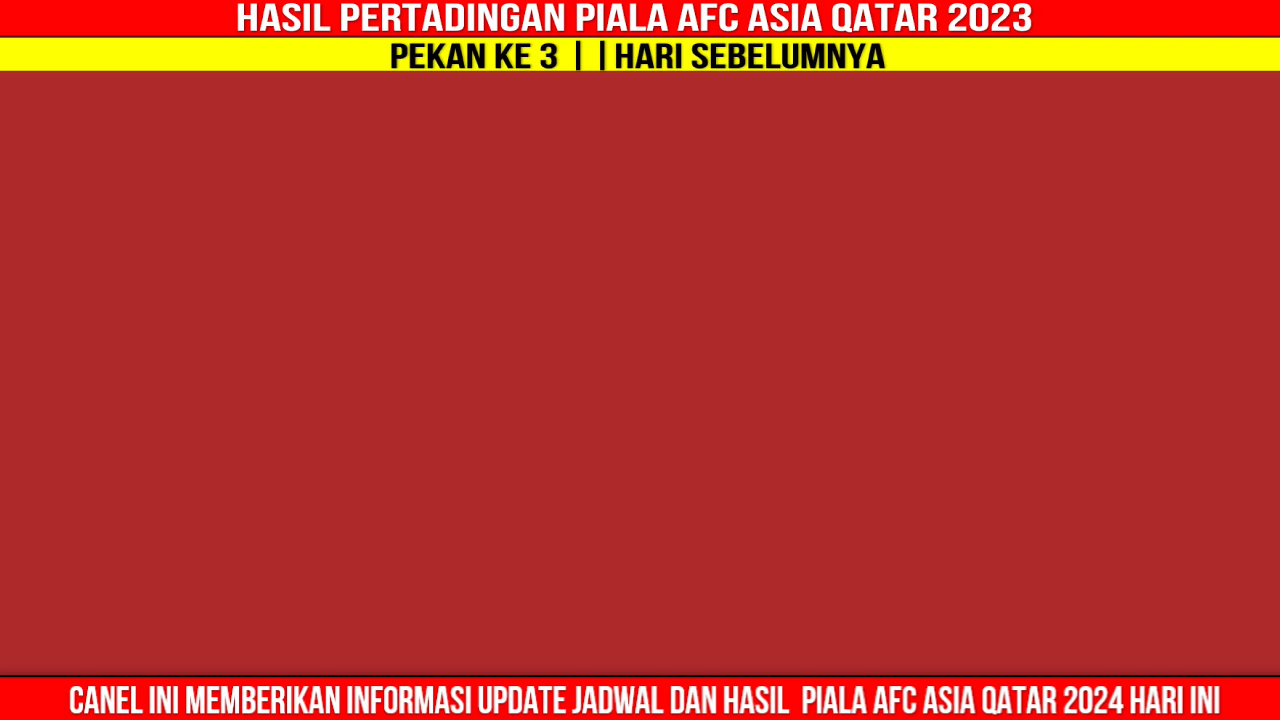 HASIL PERTADINGAN PIALA AFC ASIA QATAR 2023
PEKAN KE 3 | | HARI SEBELUMNYA
CANEL INI MEMBERIKAN INFORMASI UPDATE JADWAL DAN HASIL PIALA AFC ASIA QATAR 2024 HARI INI